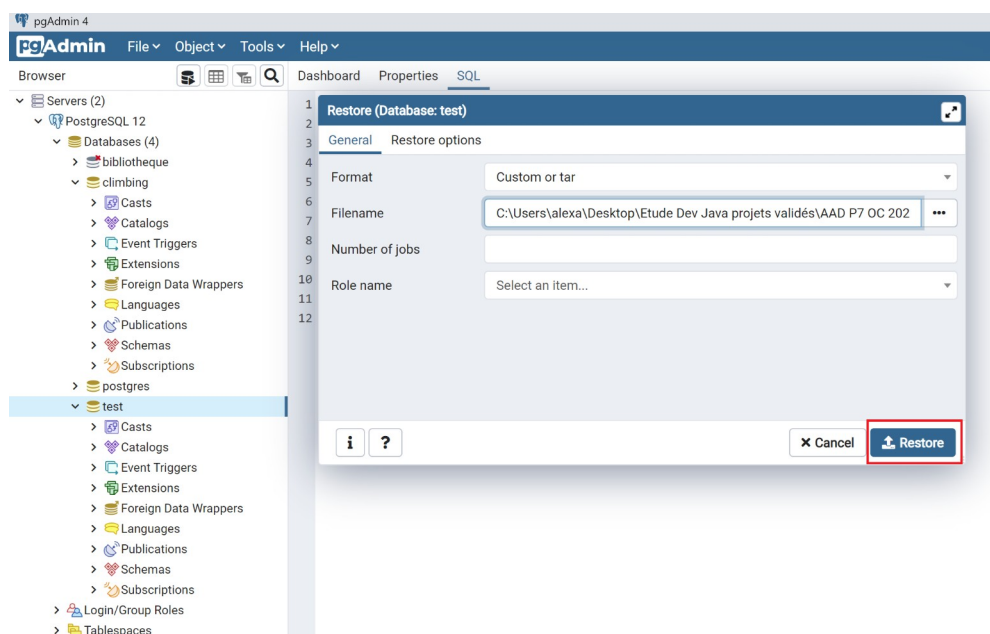 pgAdmin 4
pgAdmin File Object Tools Help
Browser
Dashboard Properties SQL
Servers (2)
PostgreSQL 12
Databases (4)
bibliotheque
climbing
Casts
Catalogs
Event Triggers
Extensions
Foreign Data Wrappers
Languages
Publications
Schemas
Subscriptions
postgres
test
Casts
Catalogs
Event Triggers
Extensions
Foreign Data Wrappers
Languages
Publications
Schemas
Subscriptions
Login/Group Roles
Tablespaces
1
2
3
4
5
6
7
8
9
10
11
12
Restore (Database: test)
General Restore options
Format Custom or tar
Filename C:\Users\alexa\Desktop\Etude Dev Java projets validés\AAD P7 OC 202 •••
Number of jobs
Role name Select an item...
i ? × Cancel Restore